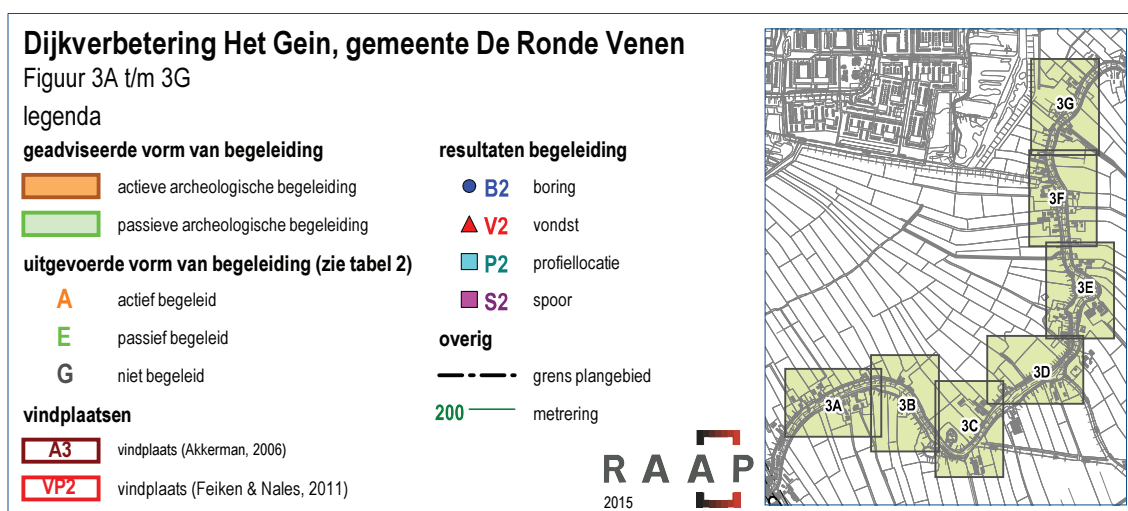 Dijkverbetering Het Gein, gemeente De Ronde Venen
Figuur 3A t/m 3G
legenda
geadviseerde vorm van begeleiding
actieve archeologische begeleiding
passieve archeologische begeleiding
uitgevoerde vorm van begeleiding (zie tabel 2)
A actief begeleid
E passief begeleid
G niet begeleid
vindplaatsen
A3 vindplaats (Akkerman, 2006)
VP2 vindplaats (Feiken & Nales, 2011)
resultaten begeleiding
B2 boring
V2 vondst
P2 profiellocatie
S2 spoor
overig
grens plangebied
200 metrering
RAAP
2015
3G
3F
3E
3D
3A
3B
3C